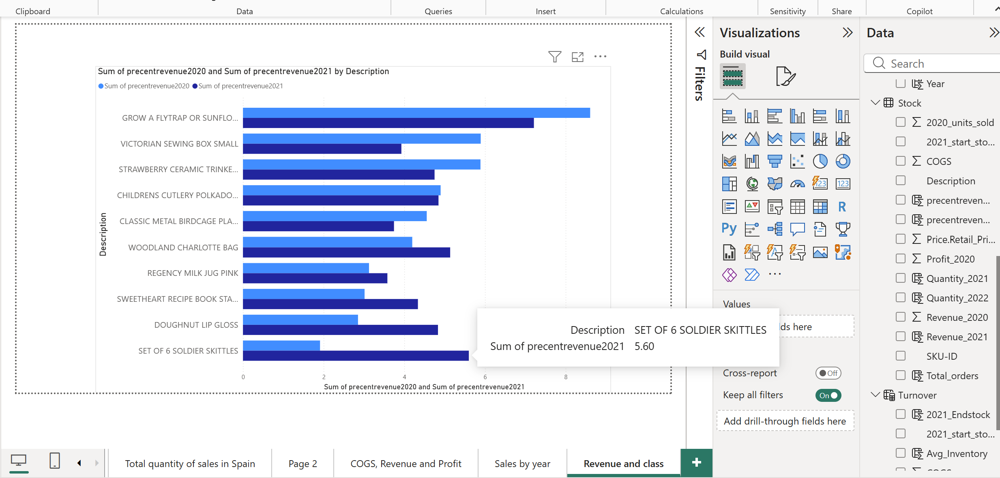 Clipboard
Data
Queries
Insert
Calculations
Sensitivity
Share
Copilot
Sum of precentrevenue2020 and Sum of precentrevenue2021 by Description
Sum of precentrevenue2020 Sum of precentrevenue2021
Description
GROW A FLYTRAP OR SUNFLO...
VICTORIAN SEWING BOX SMALL
STRAWBERRY CERAMIC TRINKE...
CHILDRENS CUTLERY POLKADO...
CLASSIC METAL BIRDCAGE PLA...
WOODLAND CHARLOTTE BAG
REGENCY MILK JUG PINK
SWEETHEART RECIPE BOOK STA...
DOUGHNUT LIP GLOSS
SET OF 6 SOLDIER SKITTLES
0 2 4 6 8
Sum of precentrevenue2020 and Sum of precentrevenue2021
Description SET OF 6 SOLDIER SKITTLES
Sum of precentrevenue2021 5.60
Filters
Visualizations
Build visual
123
123
R
Py
...
Values
here
Cross-report Off
Keep all filters On
Add drill-through fields here
Data
Search
Year
Stock
2020_units_sold
2021_start_sto...
COGS
Description
precentreven...
precentreven...
Price.Retail_Pri...
Profit_2020
Quantity_2021
Quantity_2022
Revenue_2020
Revenue_2021
SKU-ID
Total_orders
Turnover
2021_Endstock
2021_start_sto...
Avg_Inventory
Total quantity of sales in Spain
Page 2
COGS, Revenue and Profit
Sales by year
Revenue and class